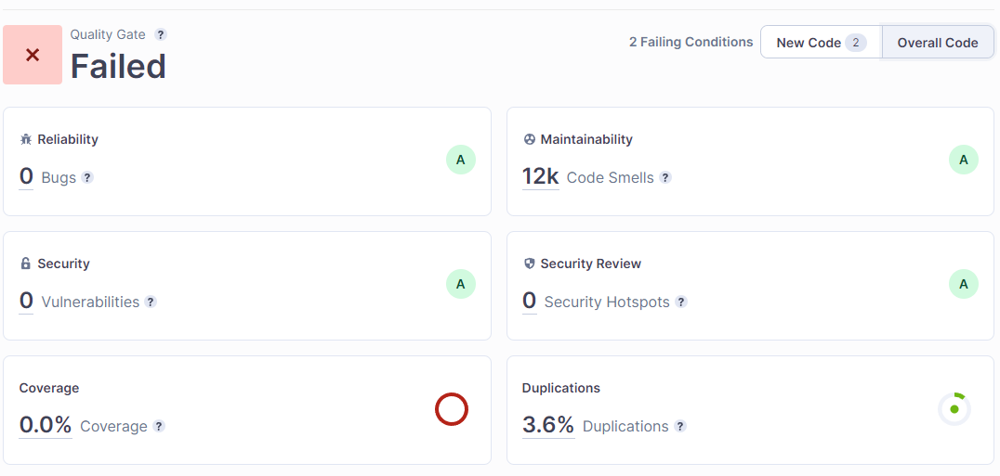 Quality Gate ?
Failed
2 Failing Conditions New Code 2 Overall Code
Reliability
0 Bugs ?
A
Maintainability
12k Code Smells ?
A
Security
0 Vulnerabilities ?
A
Security Review
0 Security Hotspots ?
A
Coverage
0.0% Coverage ?
Duplications
3.6% Duplications ?